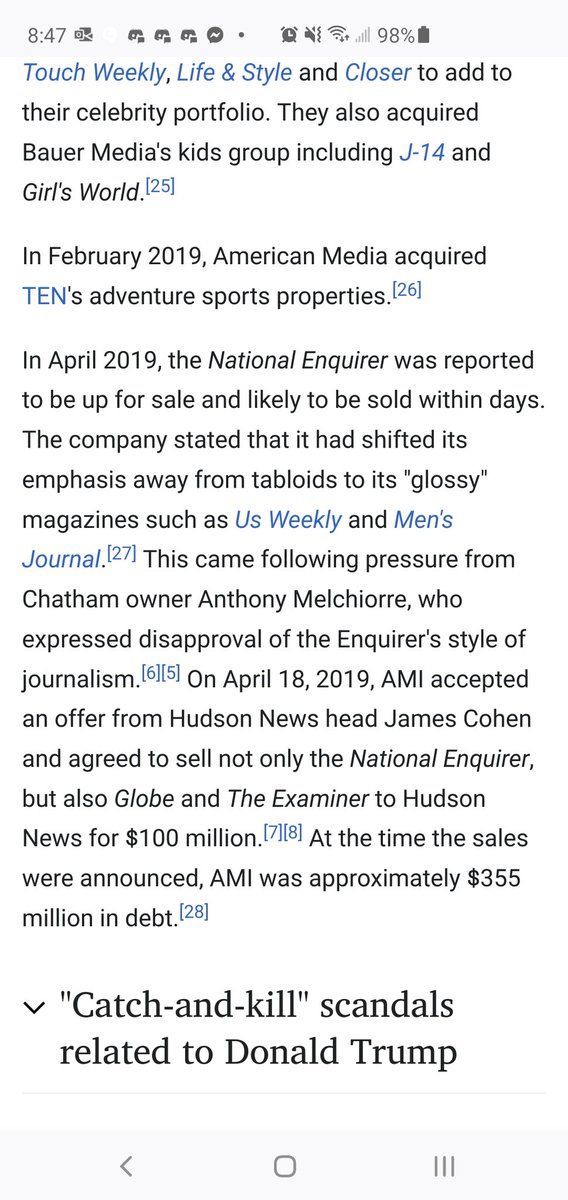 8:47 98%
Touch Weekly, Life & Style and Closer to add to
their celebrity portfolio. They also acquired
Bauer Media's kids group including J-14 and
Girl's World.[25]
In February 2019, American Media acquired
TEN's adventure sports properties.[26]
In April 2019, the National Enquirer was reported
to be up for sale and likely to be sold within days.
The company stated that it had shifted its
emphasis away from tabloids to its "glossy"
magazines such as Us Weekly and Men's
Journal.[27] This came following pressure from
Chatham owner Anthony Melchiorre, who
expressed disapproval of the Enquirer's style of
journalism.[6][5] On April 18, 2019, AMI accepted
an offer from Hudson News head James Cohen
and agreed to sell not only the National Enquirer,
but also Globe and The Examiner to Hudson
News for $100 million.[7][8] At the time the sales
were announced, AMI was approximately $355
million in debt.[28]
"Catch-and-kill" scandals
related to Donald Trump